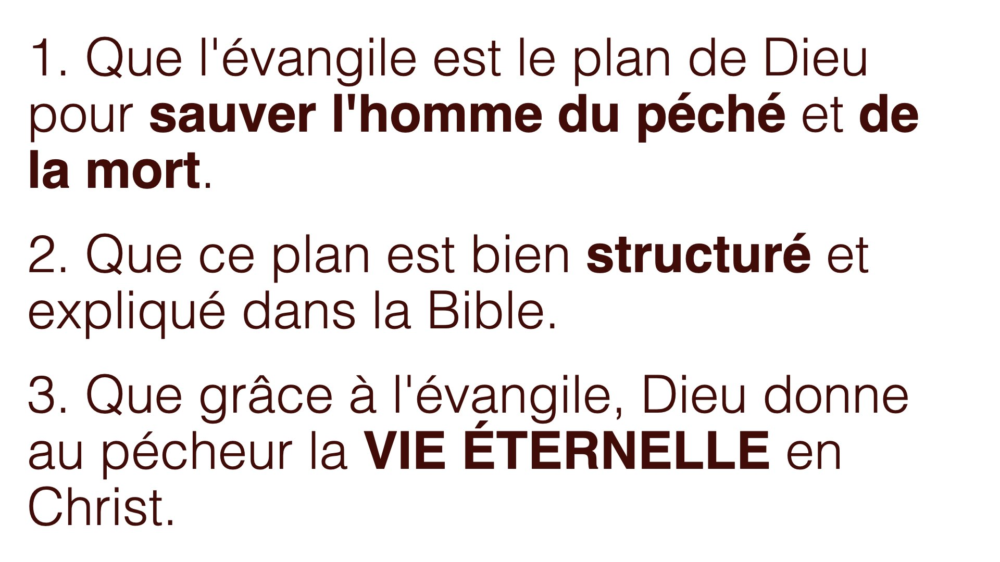 1. Que l'évangile est le plan de Dieu
pour sauver l'homme du péché et de
la mort.
2. Que ce plan est bien structuré et
expliqué dans la Bible.
3. Que grâce à l'évangile, Dieu donne
au pécheur la VIE ÉTERNELLE en
Christ.